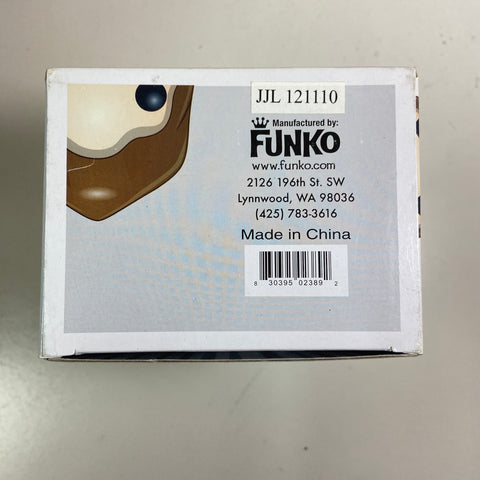 JJL 121110
Manufactured by:
FUNKO
www.funko.com
2126 196th St. SW
Lynnwood, WA 98036
(425) 783-3616
Made in China
8 30395 02389 2